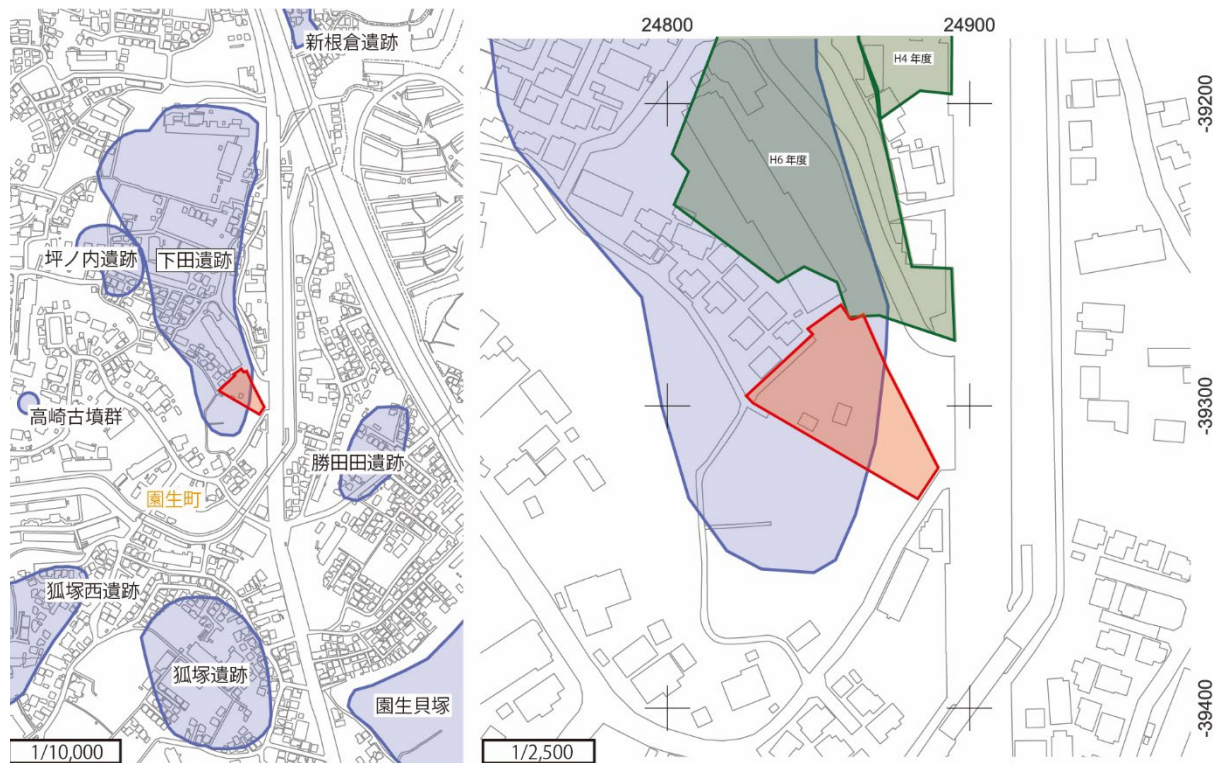 新根倉遺跡
坪ノ内遺跡
下田遺跡
高崎古墳群
勝田田遺跡
園生町
狐塚西遺跡
狐塚遺跡
園生貝塚
1/10,000
24800
24900
H4 年度
-39200
H6 年度
-39300
-39400
1/2,500